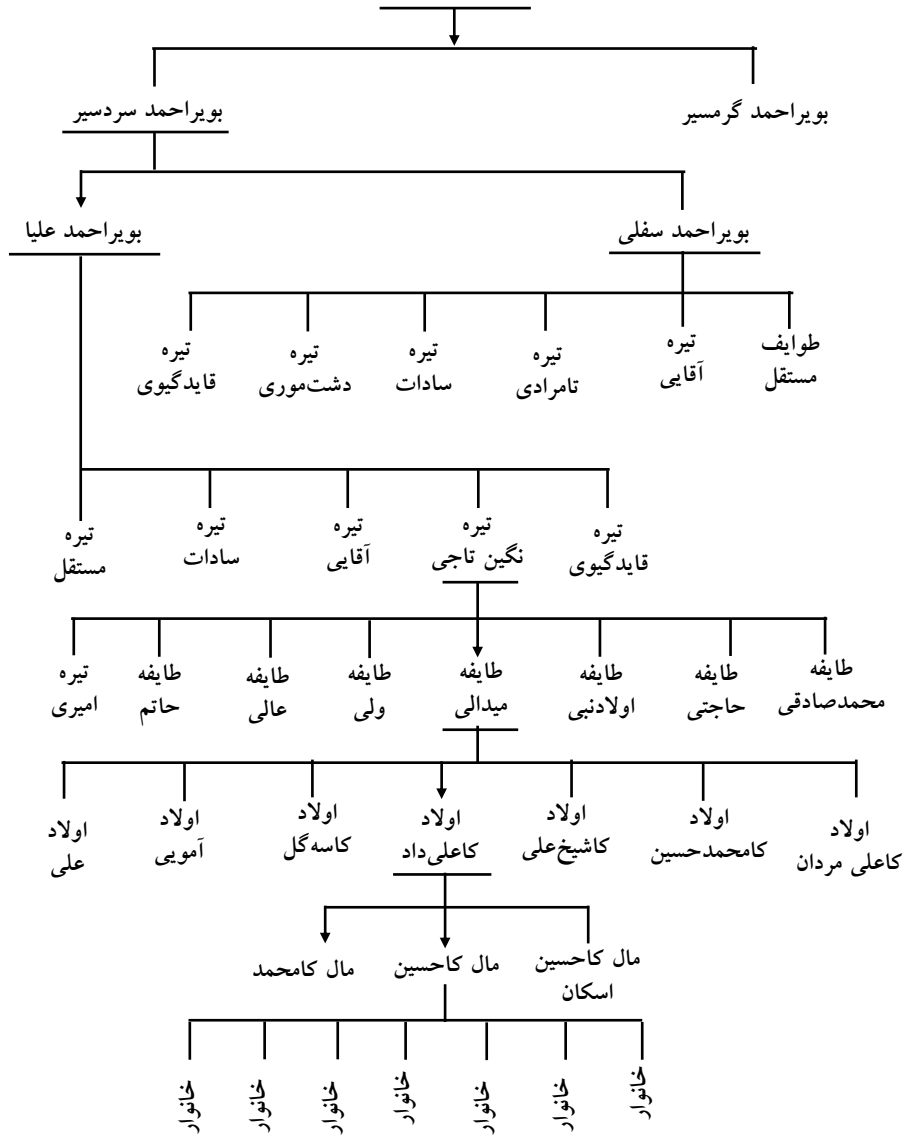 بویراحمد گرمسیر
بویراحمد سردسیر
بویراحمد سفلی
بویراحمد علیا
طوایف
مستقل
تیره
آقایی
تیره
تامرادی
تیره
سادات
تیره
دشت‌موری
تیره
قایدگیوی
تیره
قایدگیوی
تیره
نگین تاجی
تیره
آقایی
تیره
سادات
تیره
مستقل
طایفه
محمدصادقی
طایفه
حاجتی
طایفه
اولادنبی
طایفه
میدالی
طایفه
ولی
طایفه
عالی
طایفه
حاتم
تیره
امیری
اولاد
کاعلی مردان
اولاد
کامحمدحسین
اولاد
کاشیخ‌علی
اولاد
کاعلی‌داد
اولاد
کاسه‌گل
اولاد
آمویی
اولاد
علی
مال کاحسین
اسکان
مال کاحسین
مال کامحمد
خانوار
خانوار
خانوار
خانوار
خانوار
خانوار
خانوار